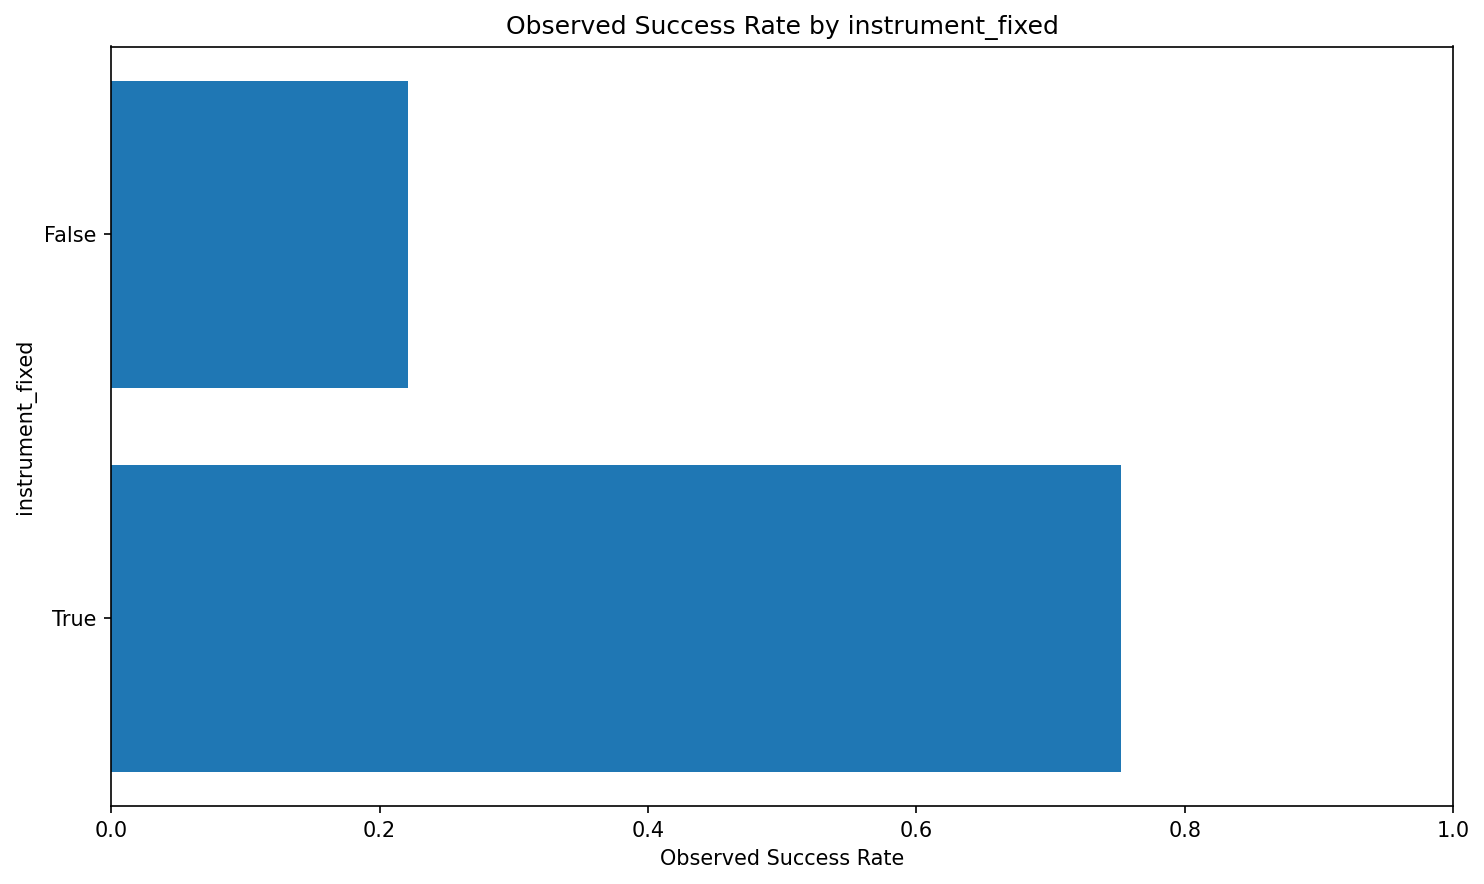 Observed Success Rate by instrument_fixed
instrument_fixed
False
True
0.0 0.2 0.4 0.6 0.8 1.0
Observed Success Rate